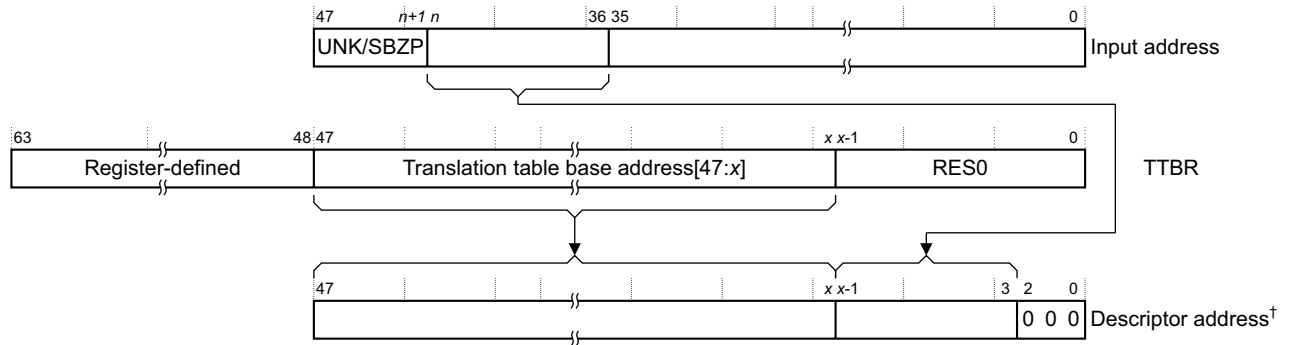 47 n+1 n 36 35 0
UNK/SBZP Input address
63 48 47 x x-1 0
Register-defined Translation table base address[47:x] RES0 TTBR
47 x x-1 3 2 0
0 0 0 Descriptor address†